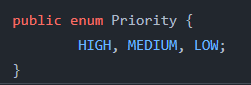 public enum Priority {
        HIGH, MEDIUM, LOW;
}